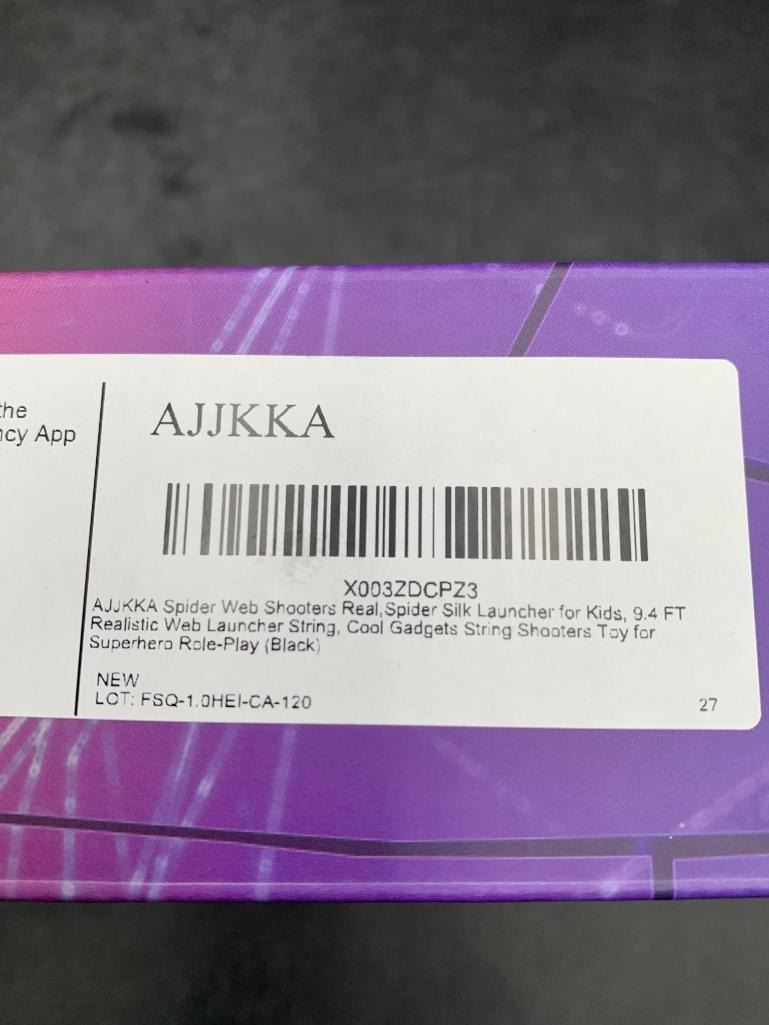 the
App
AJJKKA
X003ZDCPZ3
AJJKKA Spider Web Shooters Real,Spider Silk Launcher for Kids, 9.4 FT
Realistic Web Launcher String, Cool Gadgets String Shooters Toy for
Superhero Role-Play (Black)
NEW
LOT: FSQ-1.0HEI-CA-120
27